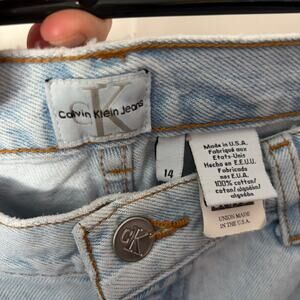 CK
Calvin Klein Jeans
14
Made in U.S.A.
Fabriqué aux
Etats-Unis
Hecho en E.E.U.U.
Fabricado
nos E.U.
100% cotton/
coton/algodón/
algodão
UNION MADE
IN THE U.S.A.
CK